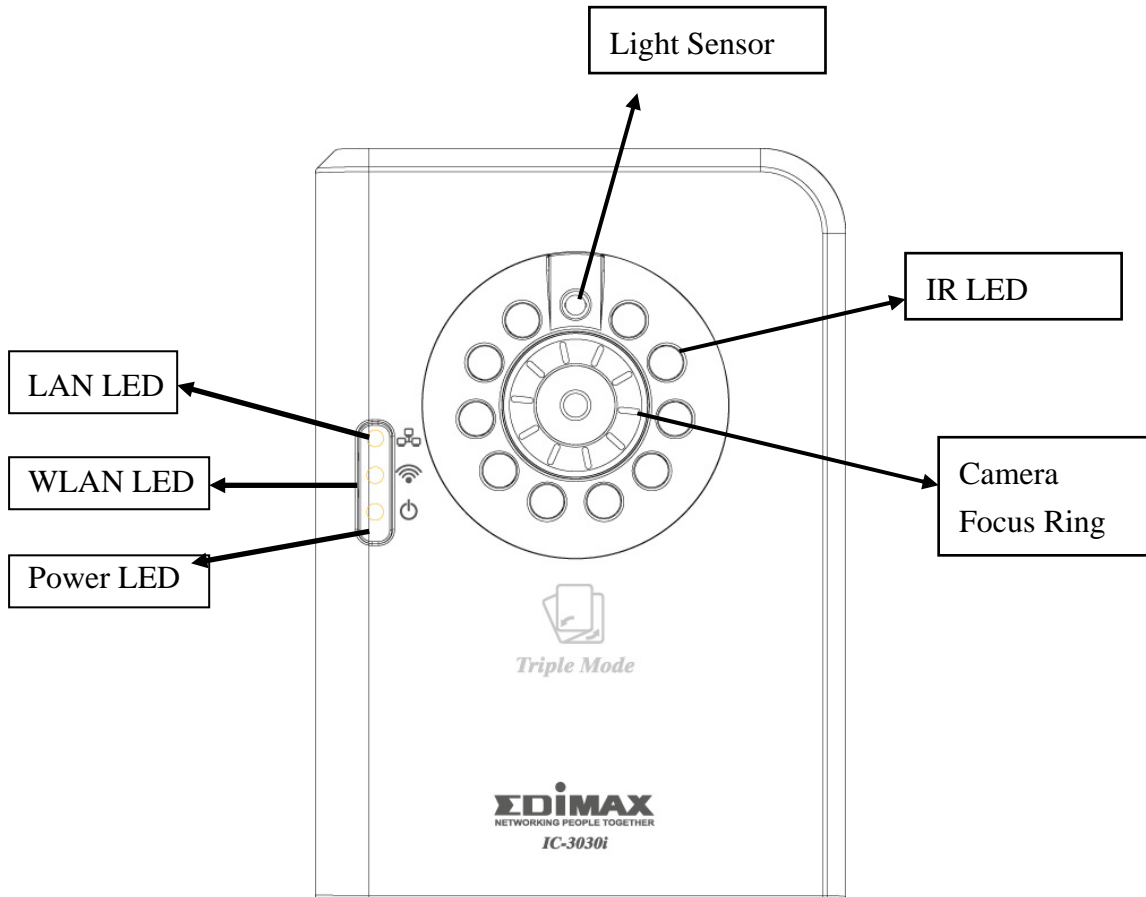 Light Sensor
IR LED
LAN LED
WLAN LED
Camera
Focus Ring
Power LED
Triple Mode
EDiMAX
NETWORKING PEOPLE TOGETHER
IC-3030i